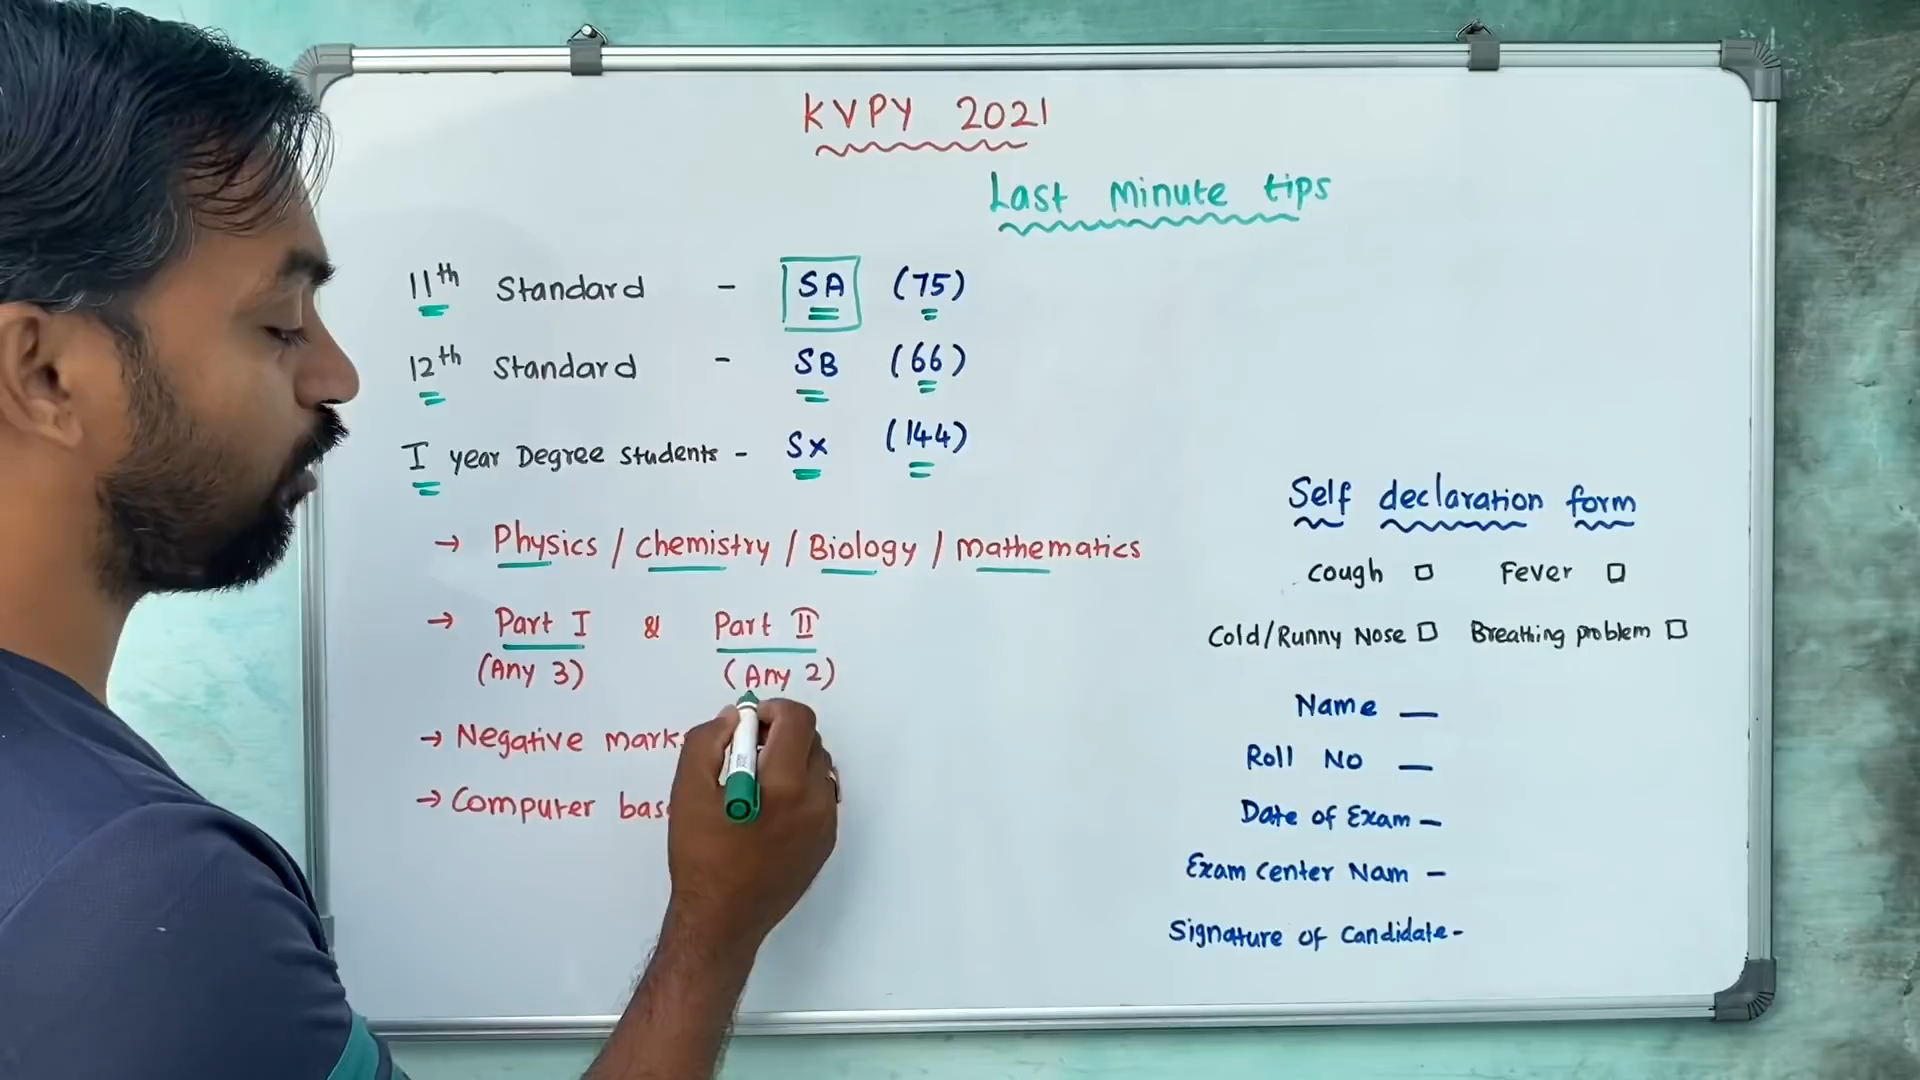 KVPY 2021
Last Minute tips
11th Standard - SA (75)
12th Standard - SB (66)
I year Degree students - SX (144)
→ Physics / chemistry / Biology / Mathematics
→ Part I & Part II
(Any 3) (Any 2)
→ Negative mark
→ Computer bas
Self declaration form
Cough □ Fever □
Cold/Runny Nose □ Breathing problem □
Name —
Roll No —
Date of Exam —
Exam Center Nam -
Signature of Candidate -